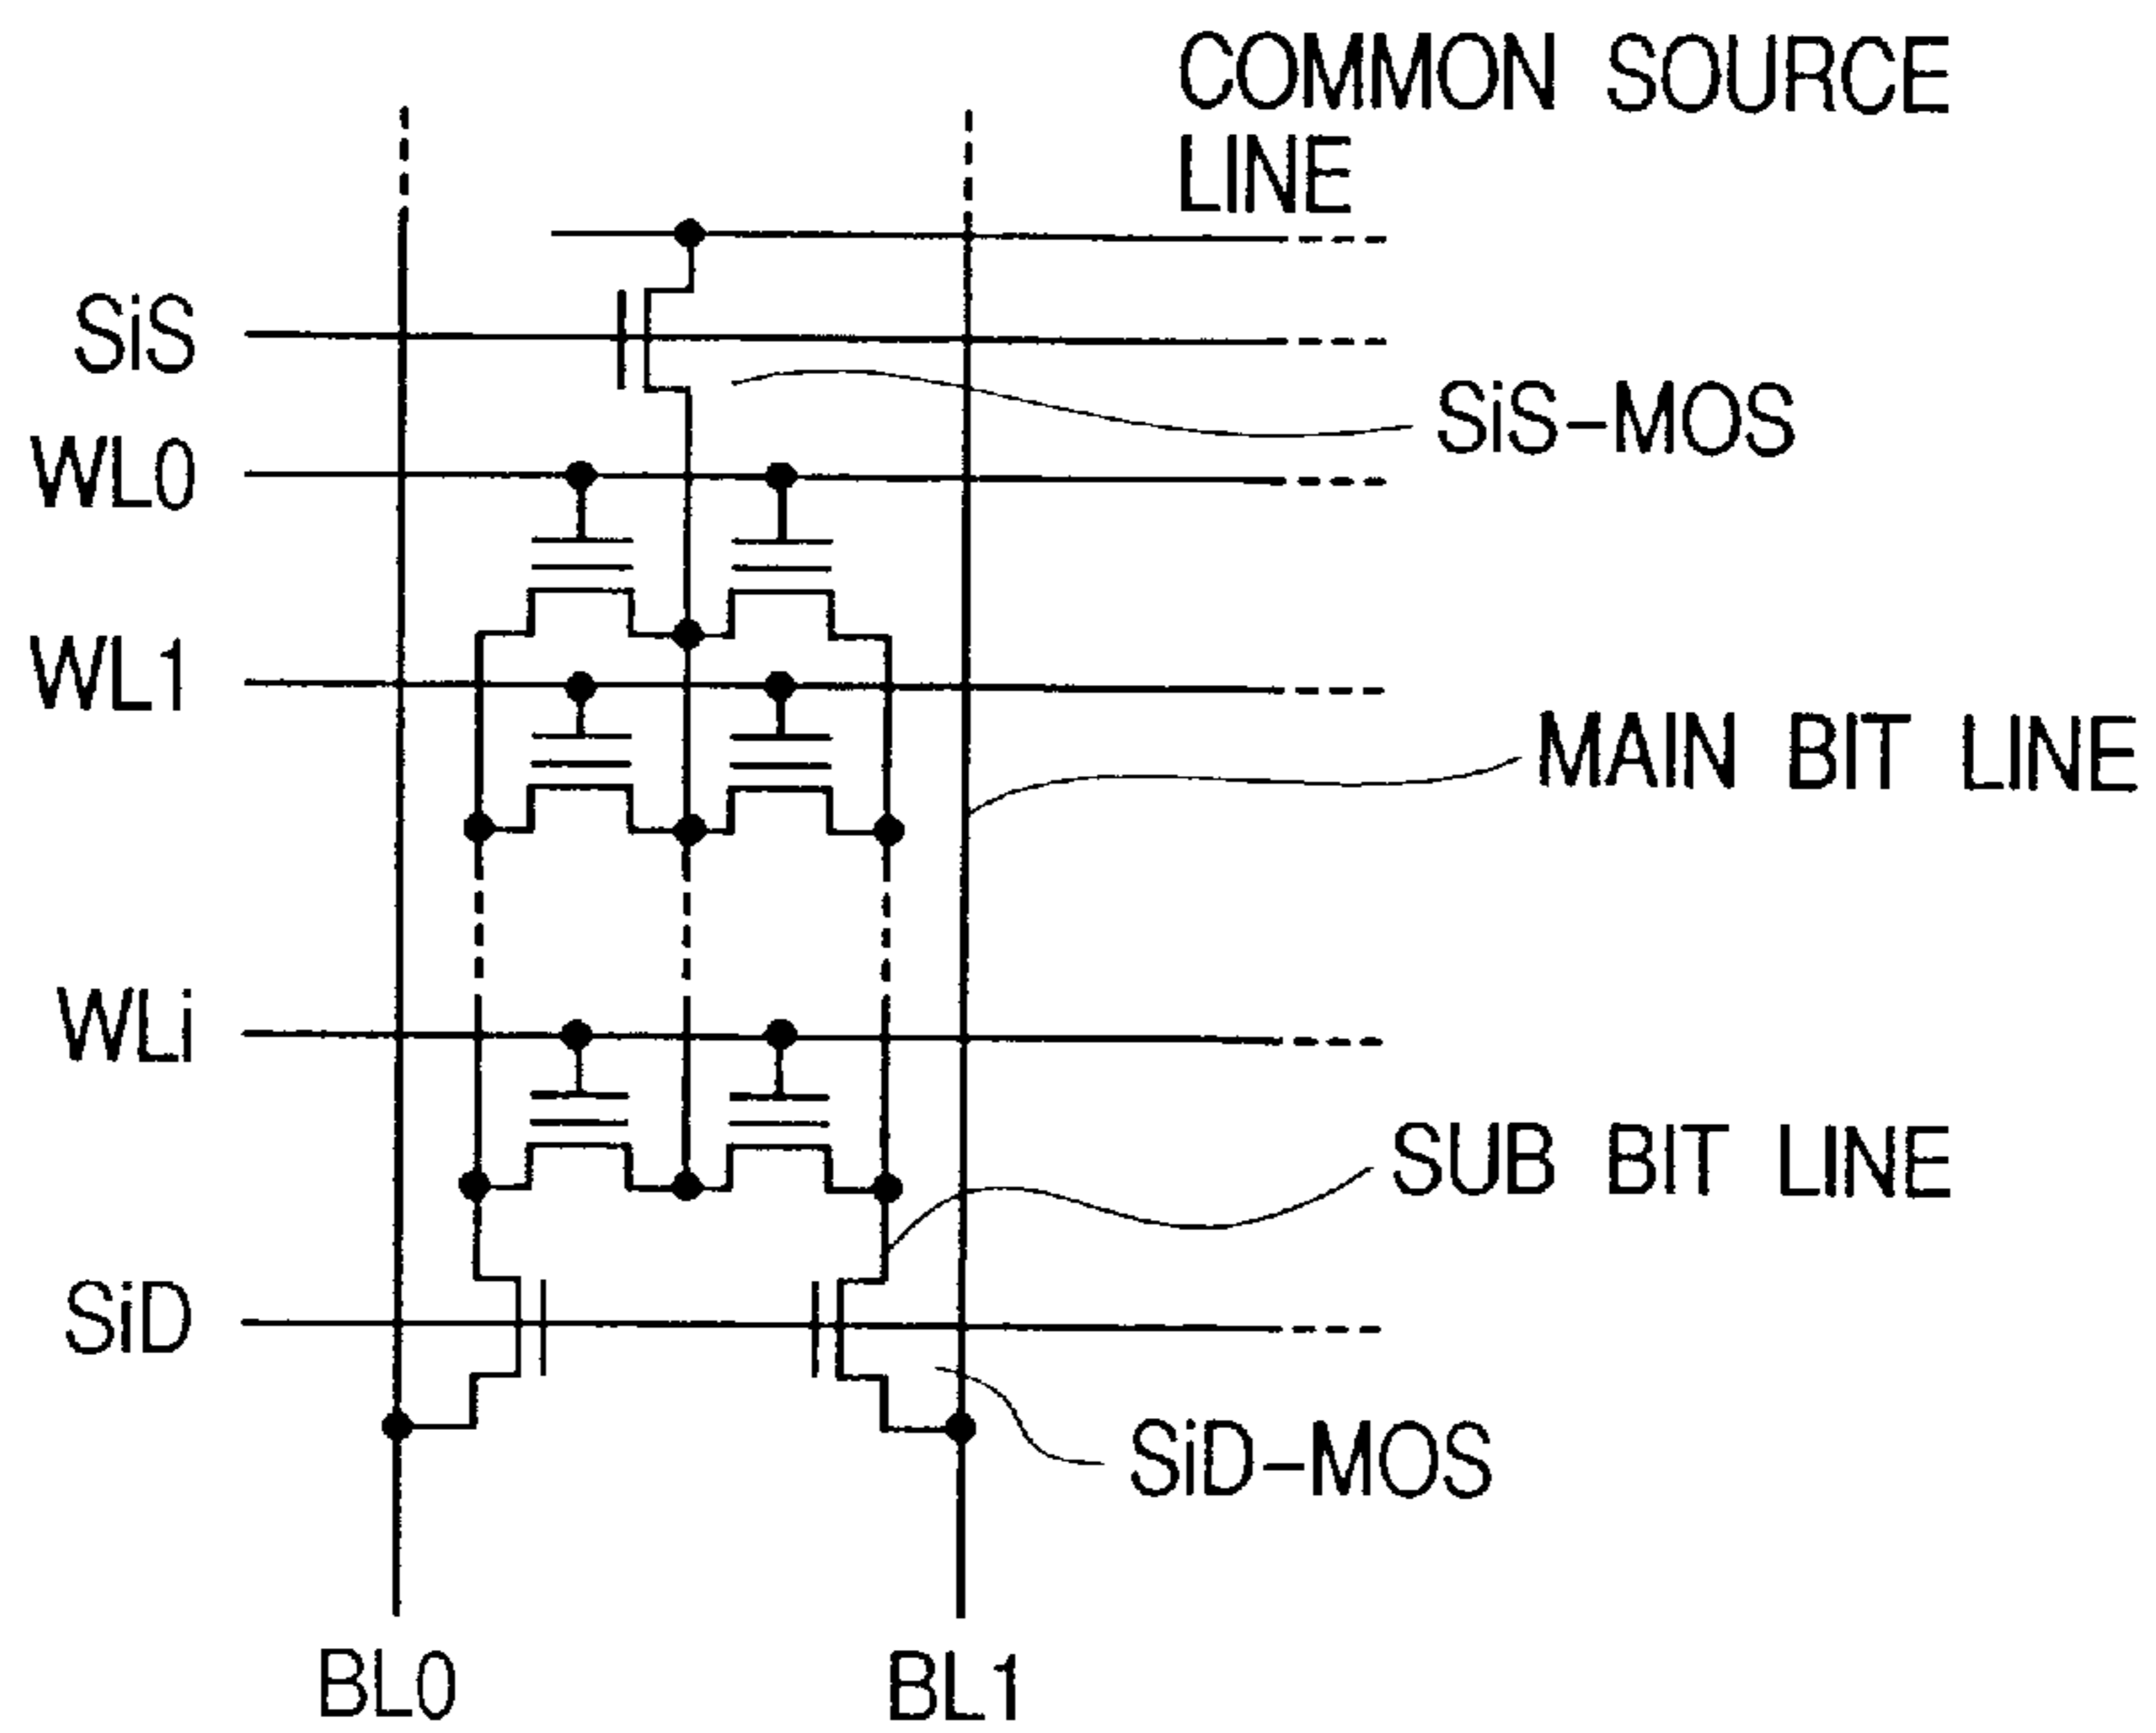 COMMON SOURCE
LINE
SiS
SiS-MOS
WL0
WL1
MAIN BIT LINE
WLi
SUB BIT LINE
SiD
SiD-MOS
BL0
BL1